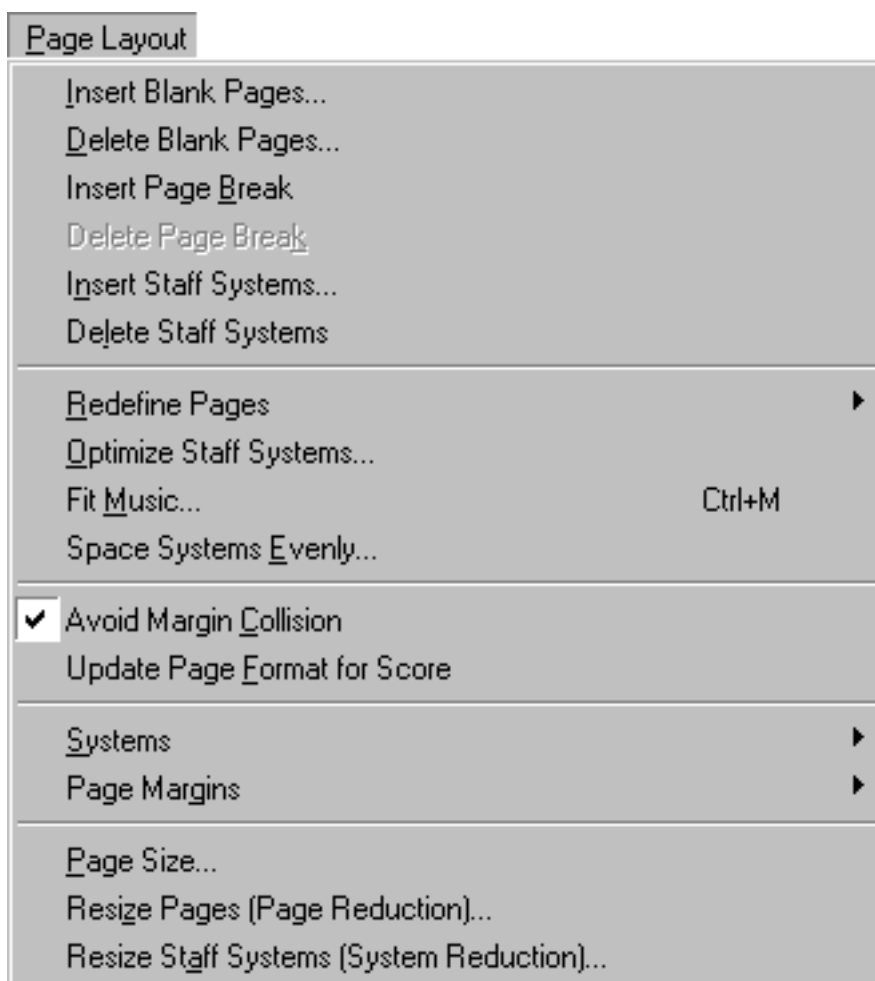 Page Layout
Insert Blank Pages...
Delete Blank Pages...
Insert Page Break
Delete Page Break
Insert Staff Systems...
Delete Staff Systems
Redefine Pages
Optimize Staff Systems...
Fit Music... Ctrl+M
Space Systems Evenly...
Avoid Margin Collision
Update Page Format for Score
Systems
Page Margins
Page Size...
Resize Pages (Page Reduction)...
Resize Staff Systems (System Reduction)...